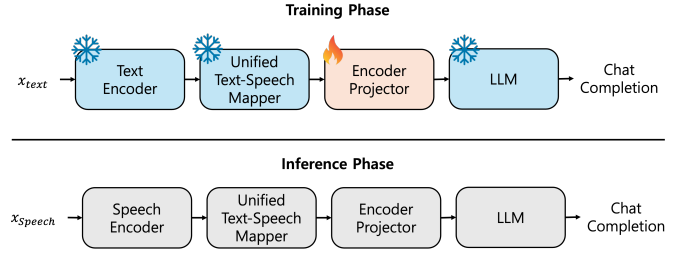 Training Phase
x_text
Text
Encoder
Unified
Text-Speech
Mapper
Encoder
Projector
LLM
Chat
Completion
Inference Phase
x_Speech
Speech
Encoder
Unified
Text-Speech
Mapper
Encoder
Projector
LLM
Chat
Completion